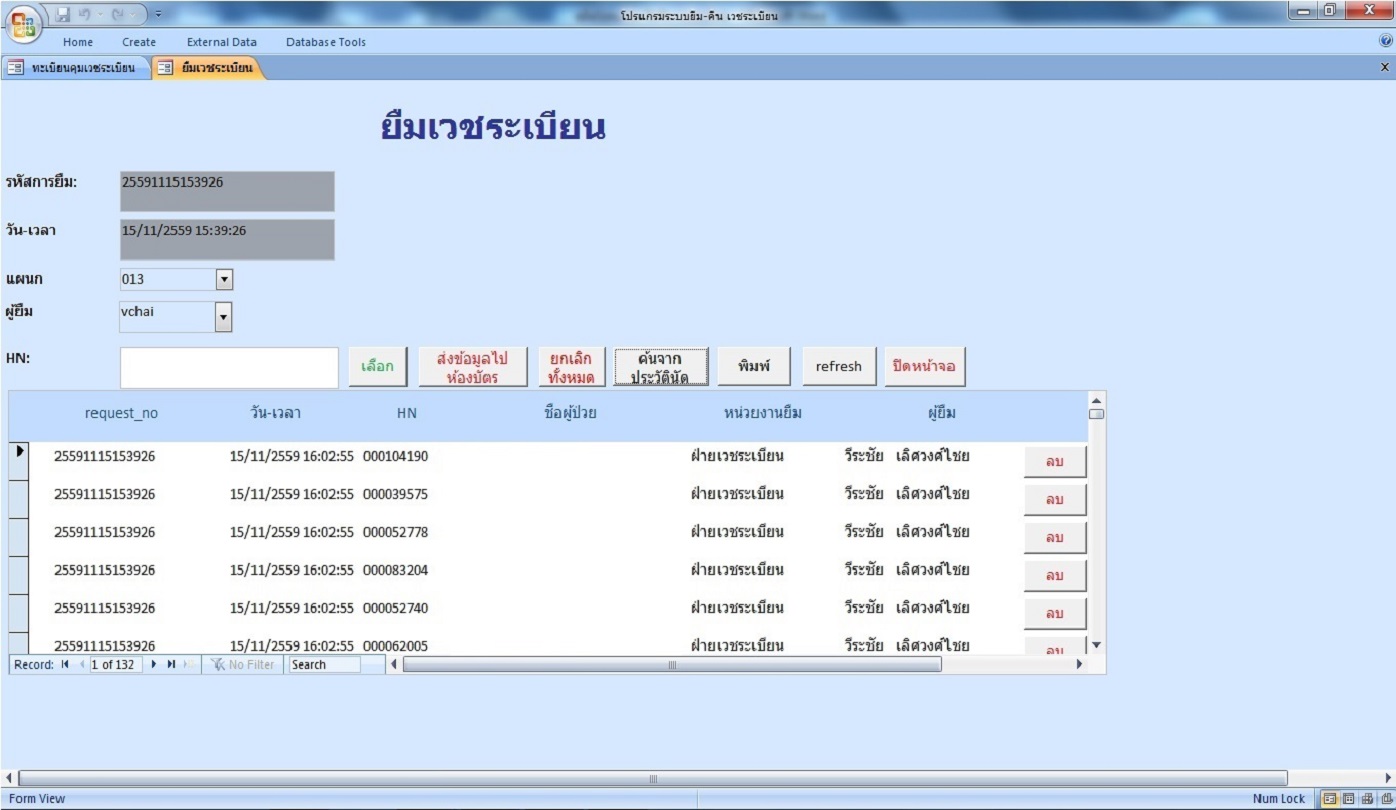 โปรแกรมระบบยืม-คืน เวชระเบียน
Home Create External Data Database Tools
ทะเบียนคุมเวชระเบียน ยืมเวชระเบียน
ยืมเวชระเบียน
รหัสการยืม: 25591115153926
วัน-เวลา 15/11/2559 15:39:26
แผนก 013
ผู้ยืม vchai
HN: เลือก ส่งข้อมูลไป ยกเลิก ค้นจาก พิมพ์ refresh ปิดหน้าจอ
ห้องบัตร ทั้งหมด ประวัตินัด
request_no วัน-เวลา HN ชื่อผู้ป่วย หน่วยงานยืม ผู้ยืม
25591115153926 15/11/2559 16:02:55 000104190 ฝ่ายเวชระเบียน วีระชัย เลิศวงศ์ไชย ลบ
25591115153926 15/11/2559 16:02:55 000039575 ฝ่ายเวชระเบียน วีระชัย เลิศวงศ์ไชย ลบ
25591115153926 15/11/2559 16:02:55 000052778 ฝ่ายเวชระเบียน วีระชัย เลิศวงศ์ไชย ลบ
25591115153926 15/11/2559 16:02:55 000083204 ฝ่ายเวชระเบียน วีระชัย เลิศวงศ์ไชย ลบ
25591115153926 15/11/2559 16:02:55 000052740 ฝ่ายเวชระเบียน วีระชัย เลิศวงศ์ไชย ลบ
25591115153926 15/11/2559 16:02:55 000062005 ฝ่ายเวชระเบียน วีระชัย เลิศวงศ์ไชย ลบ
Record: 1 of 132 No Filter Search
Form View Num Lock